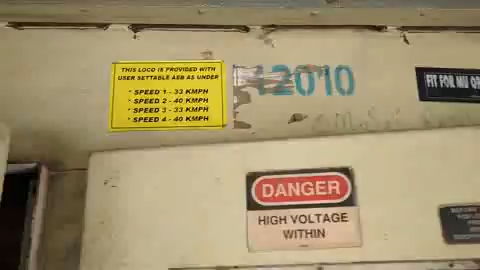 THIS LOCO IS PROVIDED WITH
USER SETTABLE AEB AS UNDER
* SPEED 1 - 33 KMPH
* SPEED 2 - 40 KMPH
* SPEED 3 - 33 KMPH
* SPEED 4 - 40 KMPH
12010
FIT FOR MU OR
DANGER
HIGH VOLTAGE
WITHIN